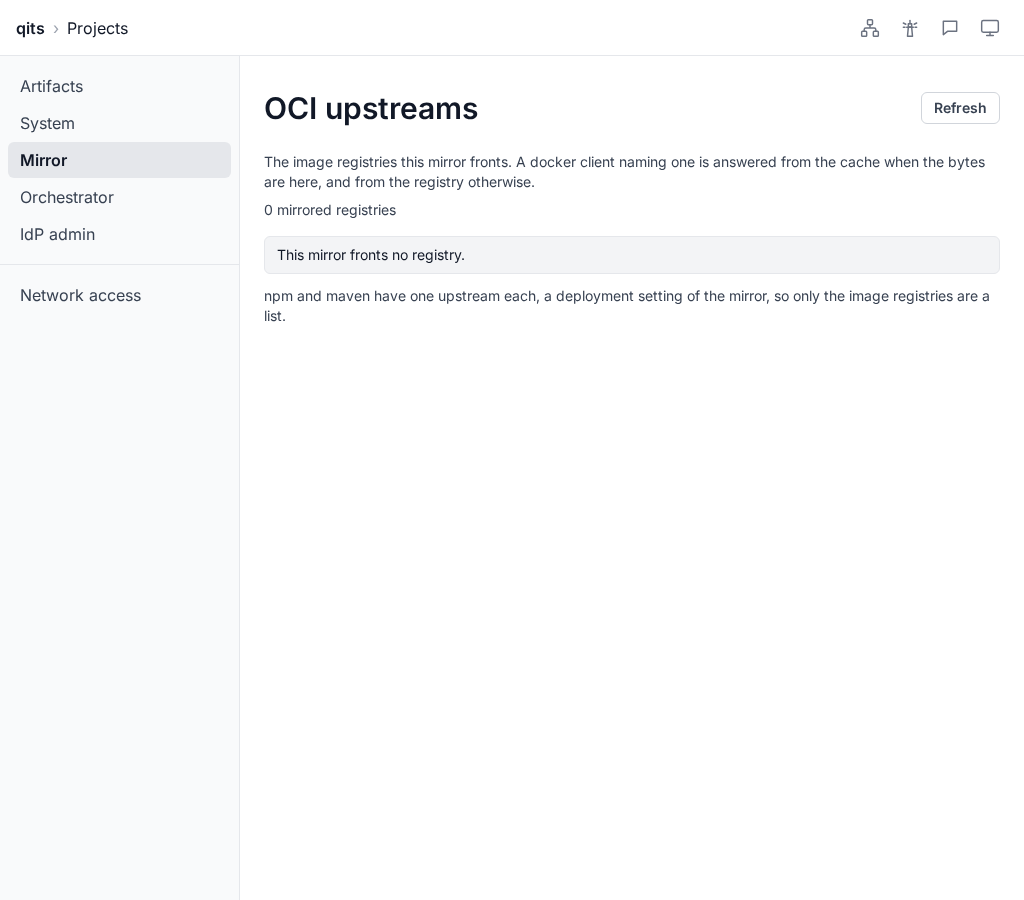 qits › Projects
Artifacts
System
Mirror
Orchestrator
IdP admin
Network access
OCI upstreams
Refresh
The image registries this mirror fronts. A docker client naming one is answered from the cache when the bytes
are here, and from the registry otherwise.
0 mirrored registries
This mirror fronts no registry.
npm and maven have one upstream each, a deployment setting of the mirror, so only the image registries are a
list.